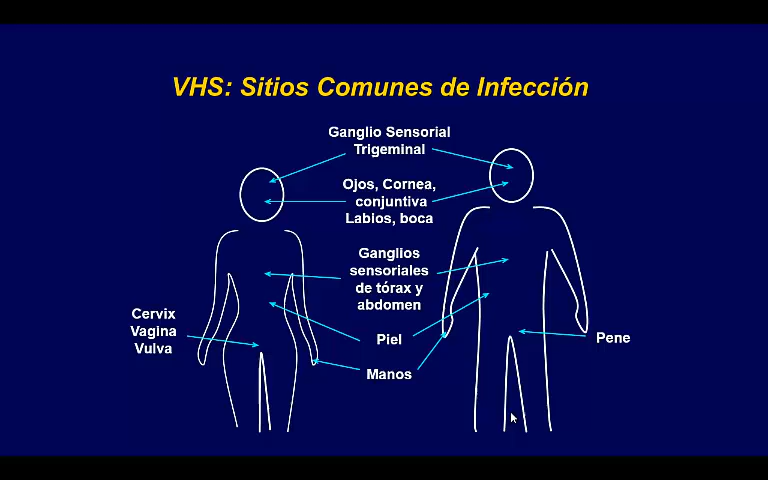 VHS: Sitios Comunes de Infección
Ganglio Sensorial
Trigeminal
Ojos, Cornea,
conjuntiva
Labios, boca
Ganglios
sensoriales
de tórax y
abdomen
Cervix
Vagina
Vulva
Piel
Pene
Manos